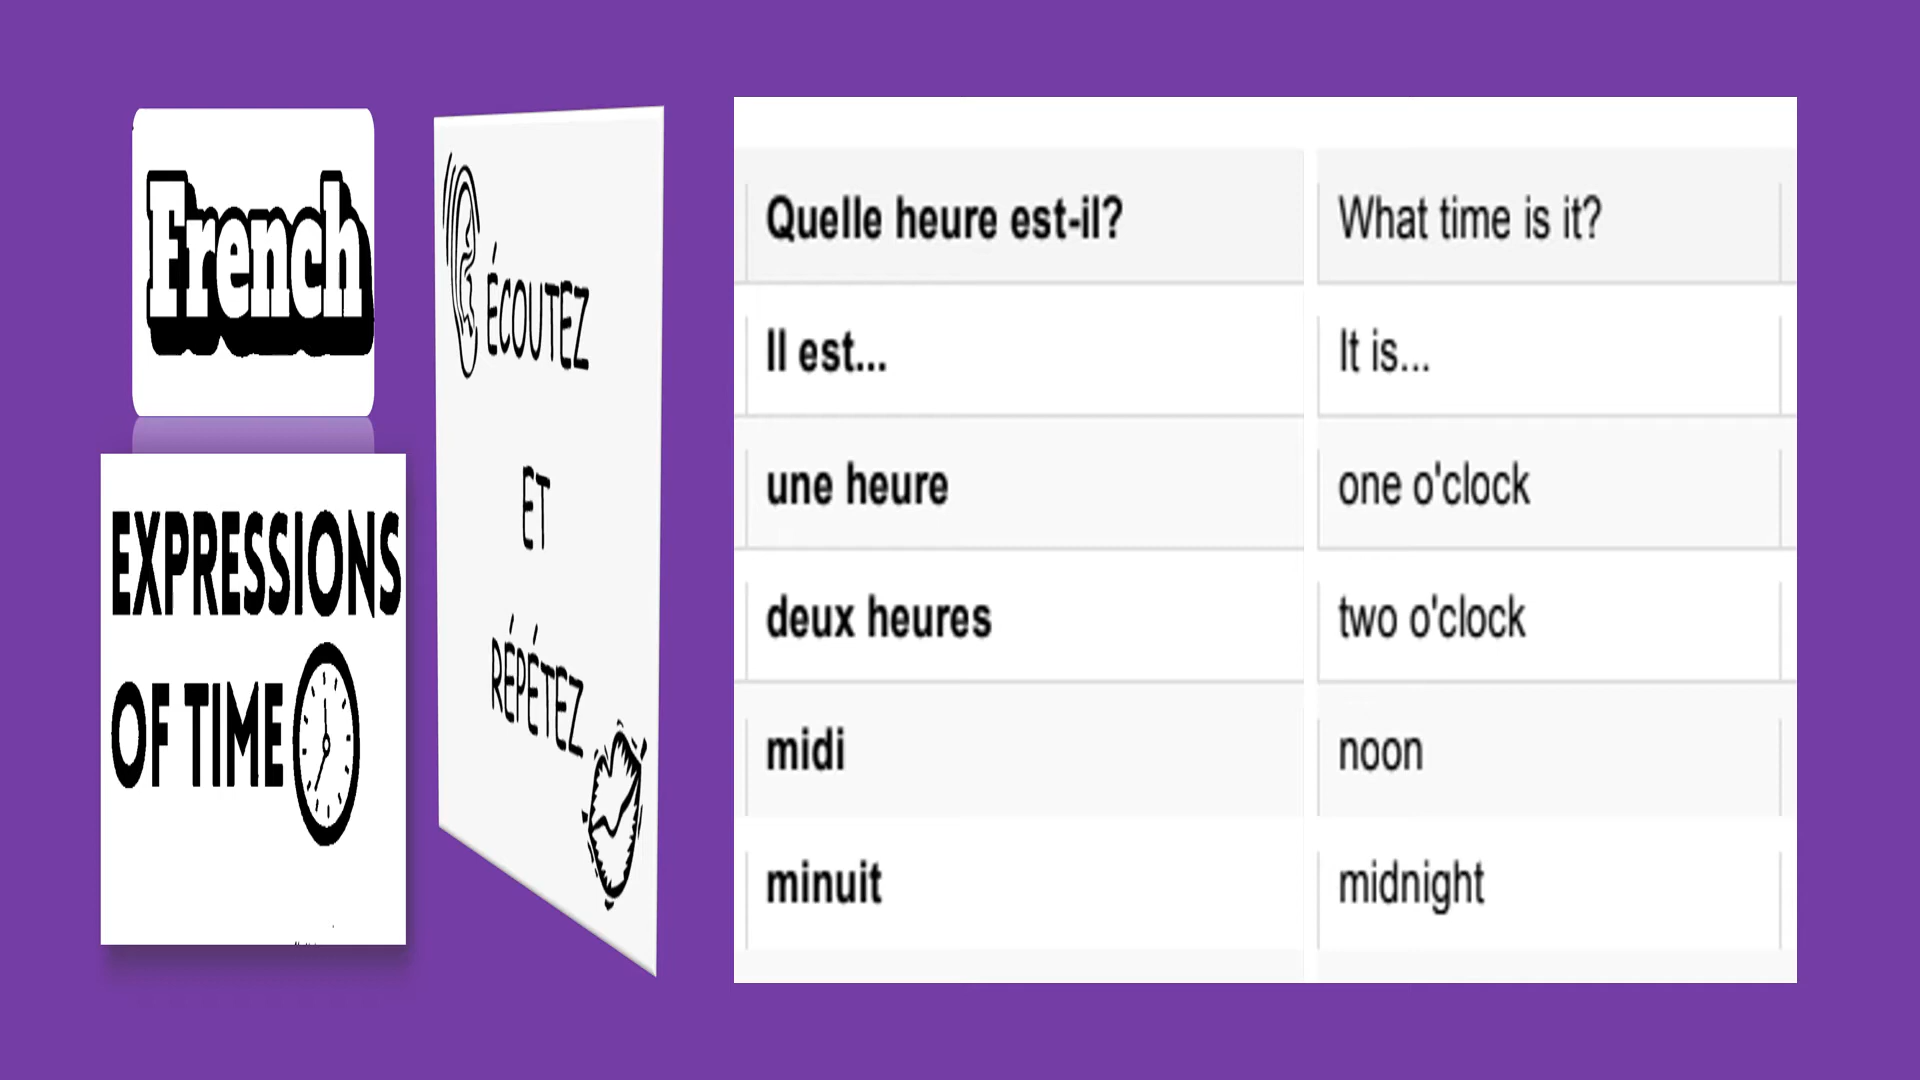 French
EXPRESSIONS
OF TIME
ÉCOUTEZ
ET
RÉPÉTEZ
Quelle heure est-il? What time is it?
Il est... It is...
une heure one o'clock
deux heures two o'clock
midi noon
minuit midnight